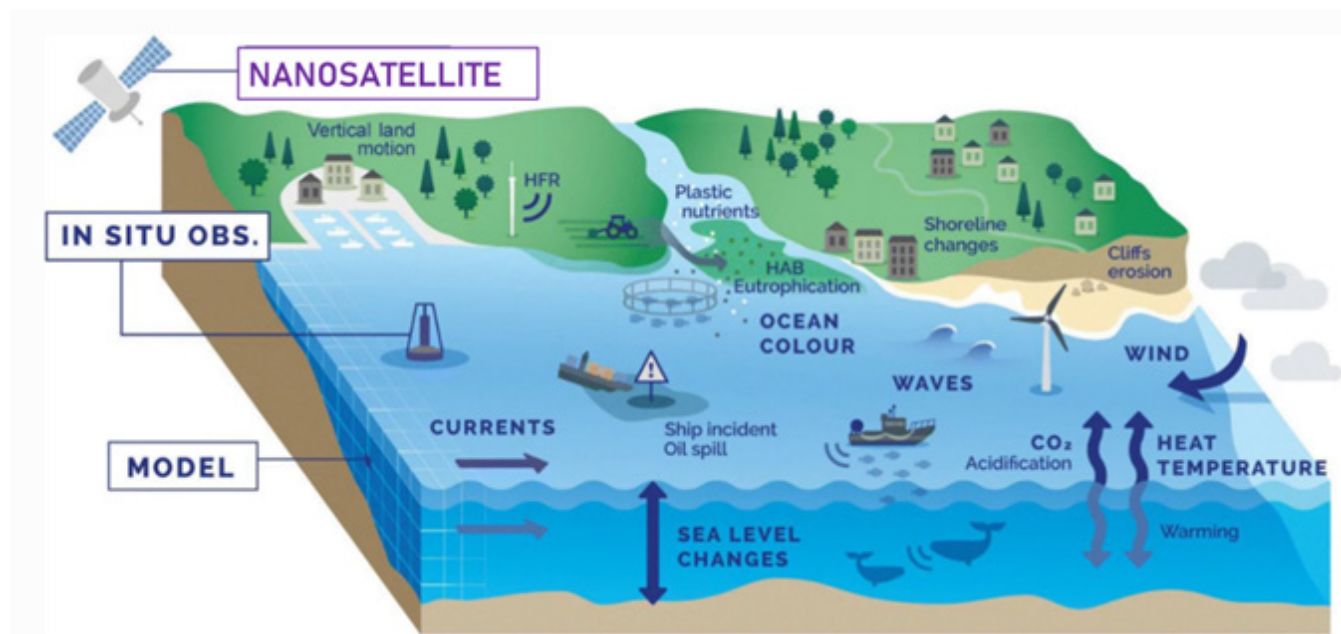 NANOSATELLITE
Vertical land
motion
HFR
Plastic
nutrients
IN SITU OBS.
Shoreline
changes
Cliffs
erosion
HAB
Eutrophication
OCEAN
COLOUR
WIND
WAVES
CURRENTS
Ship incident
Oil spill
CO₂
Acidification
HEAT
TEMPERATURE
MODEL
SEA LEVEL
CHANGES
Warming